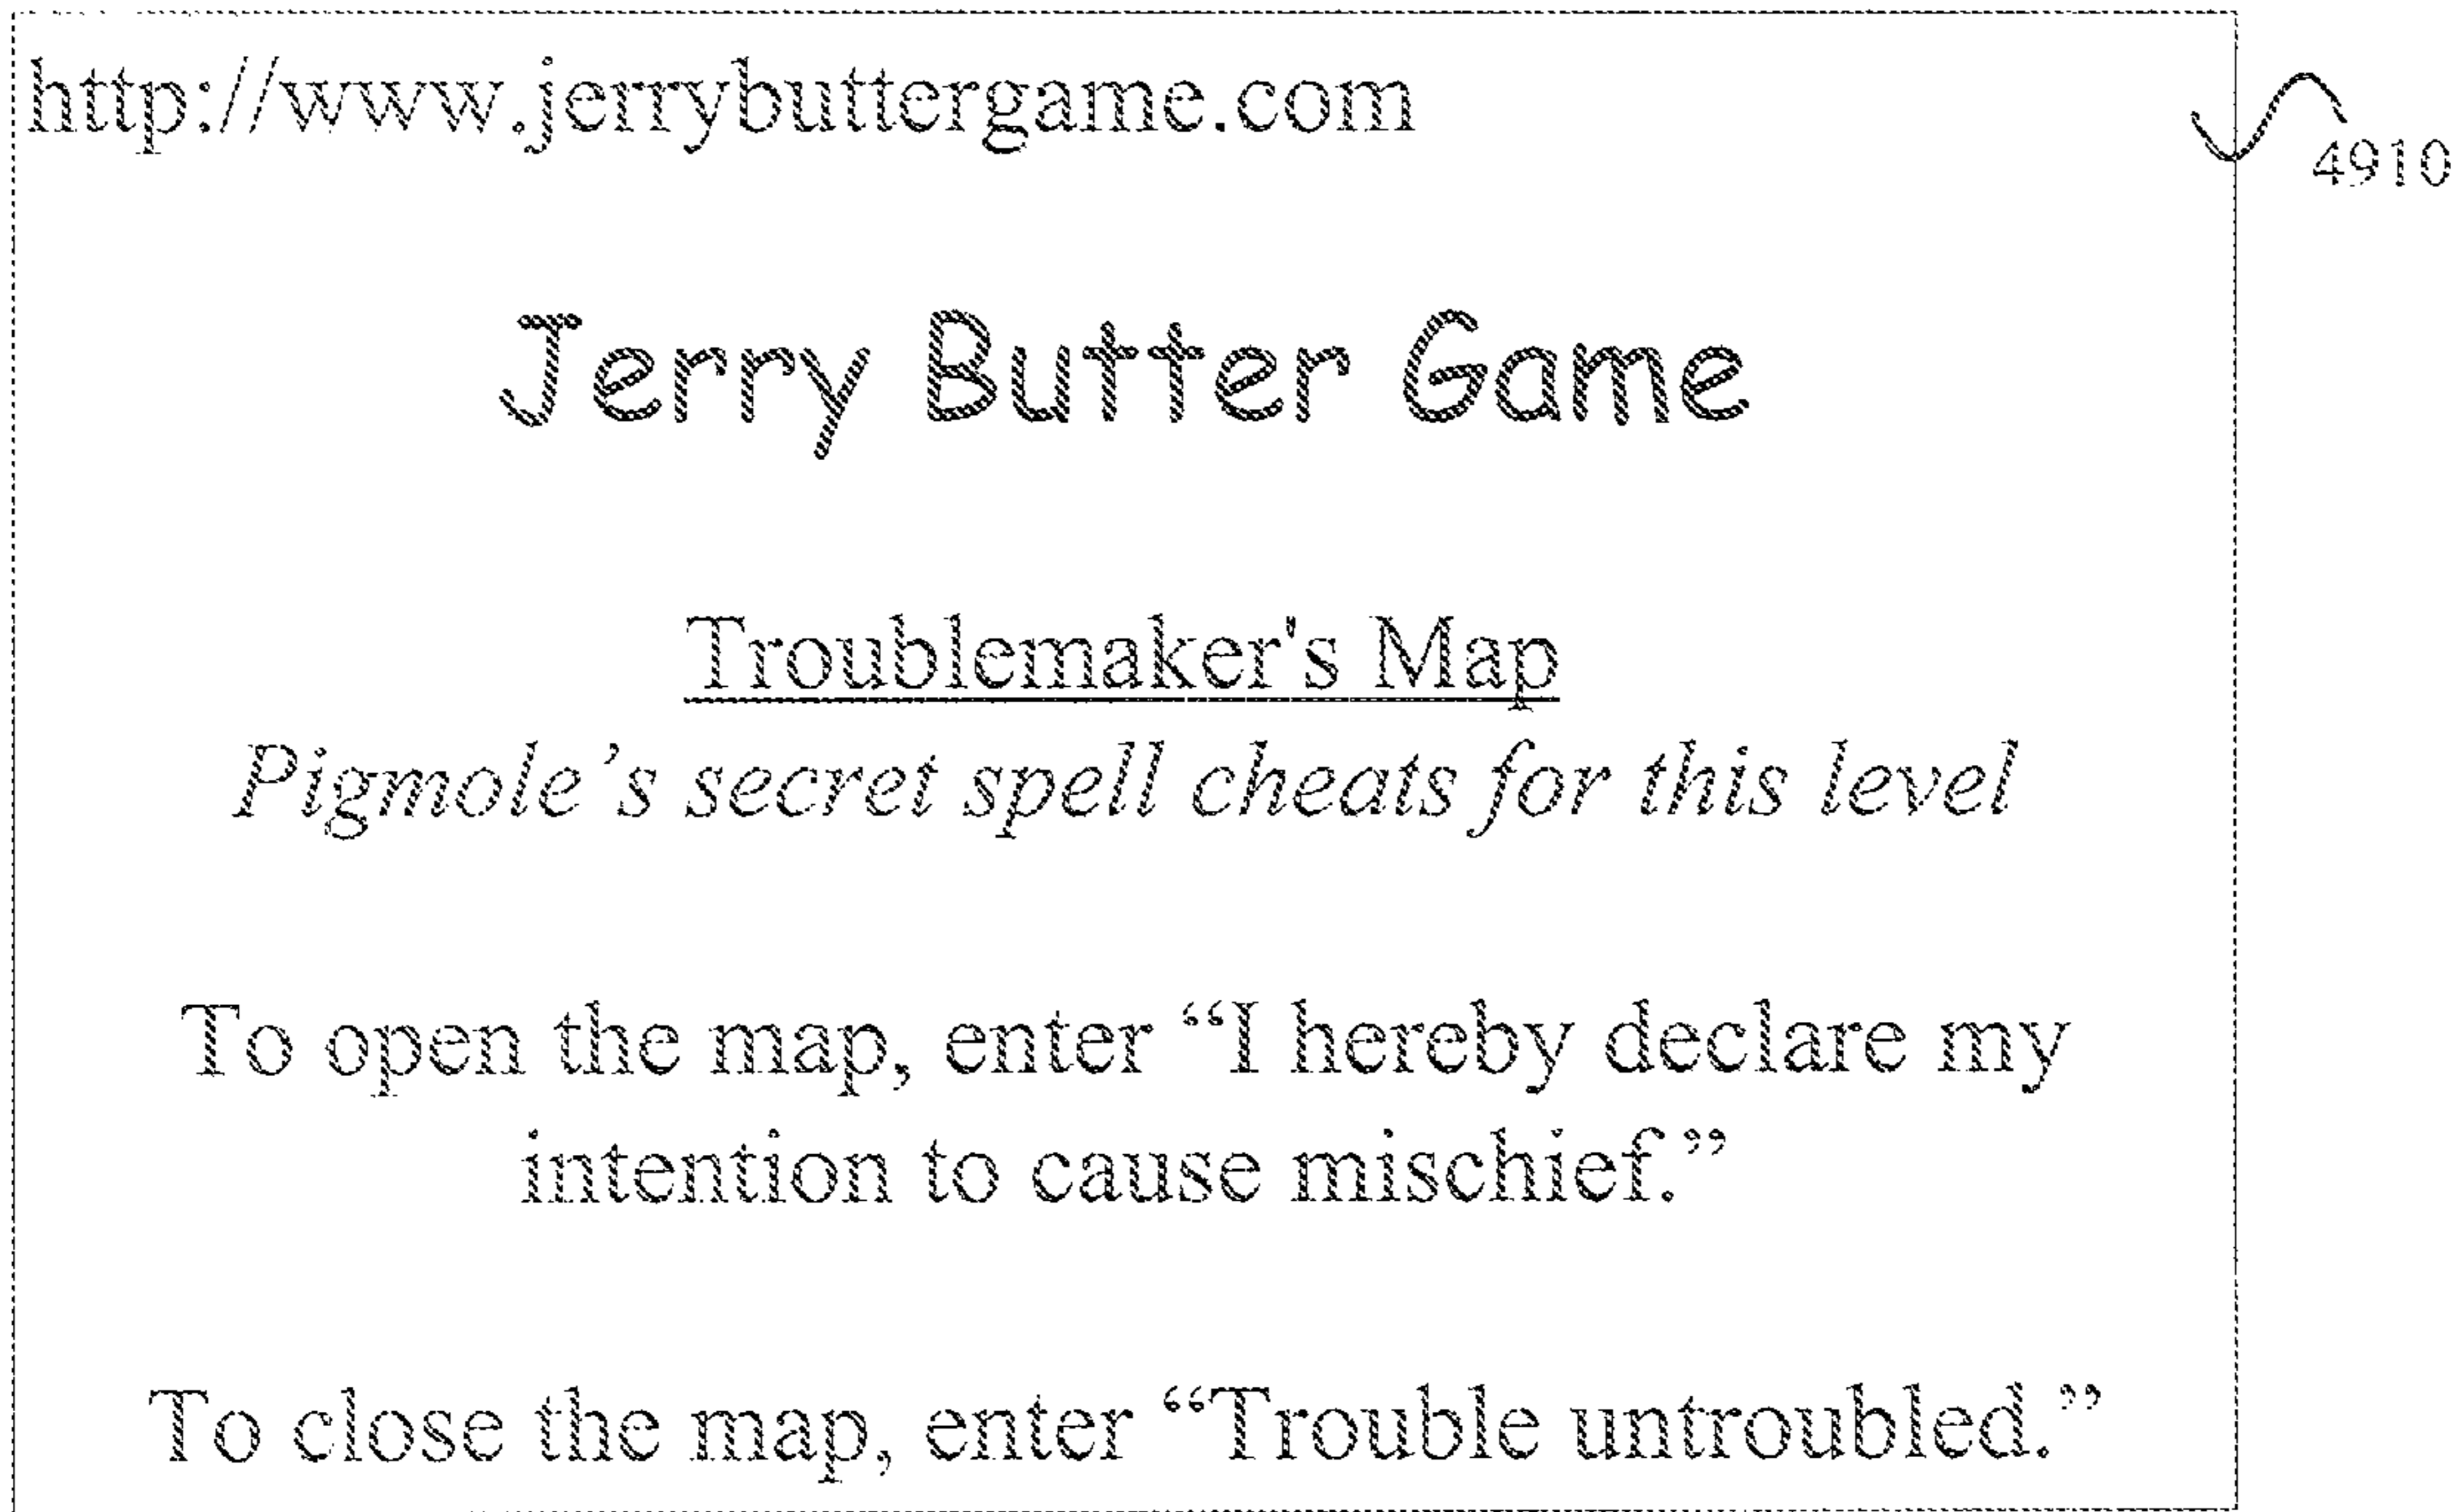 http://www.jerrybuttergame.com
4910
Jerry Butter Game
Troublemaker's Map
Pigmole’s secret spell cheats for this level
To open the map, enter “I hereby declare my
intention to cause mischief.”
To close the map, enter “Trouble untroubled.”